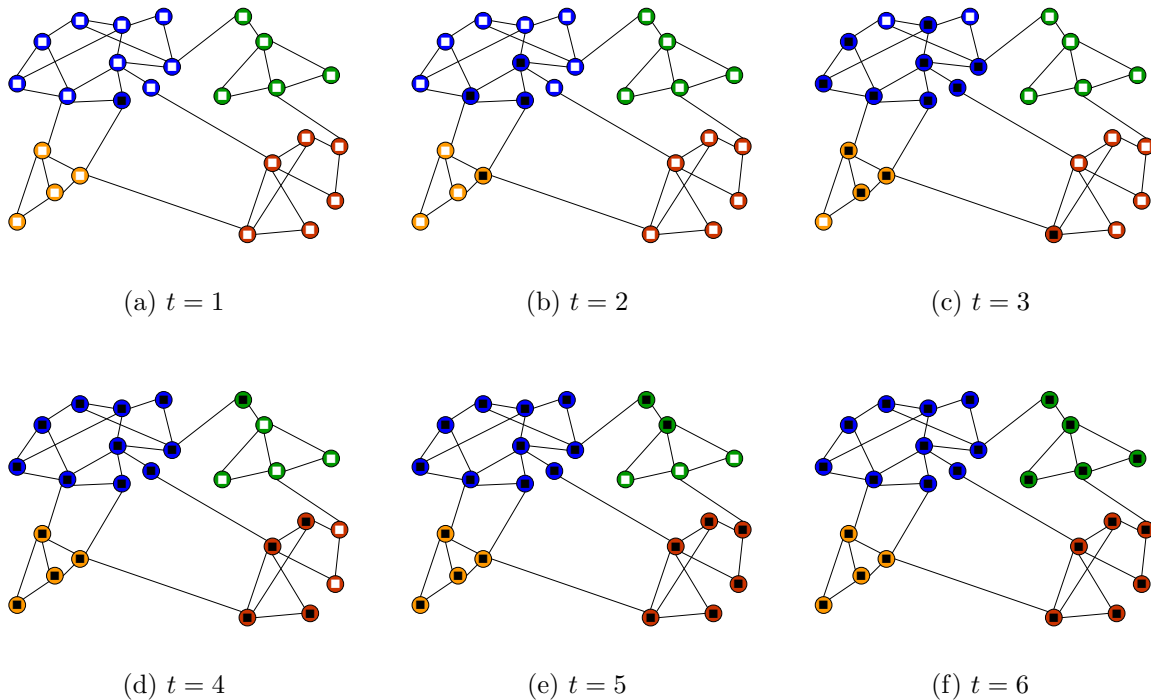 (a) t = 1
(b) t = 2
(c) t = 3
(d) t = 4
(e) t = 5
(f) t = 6